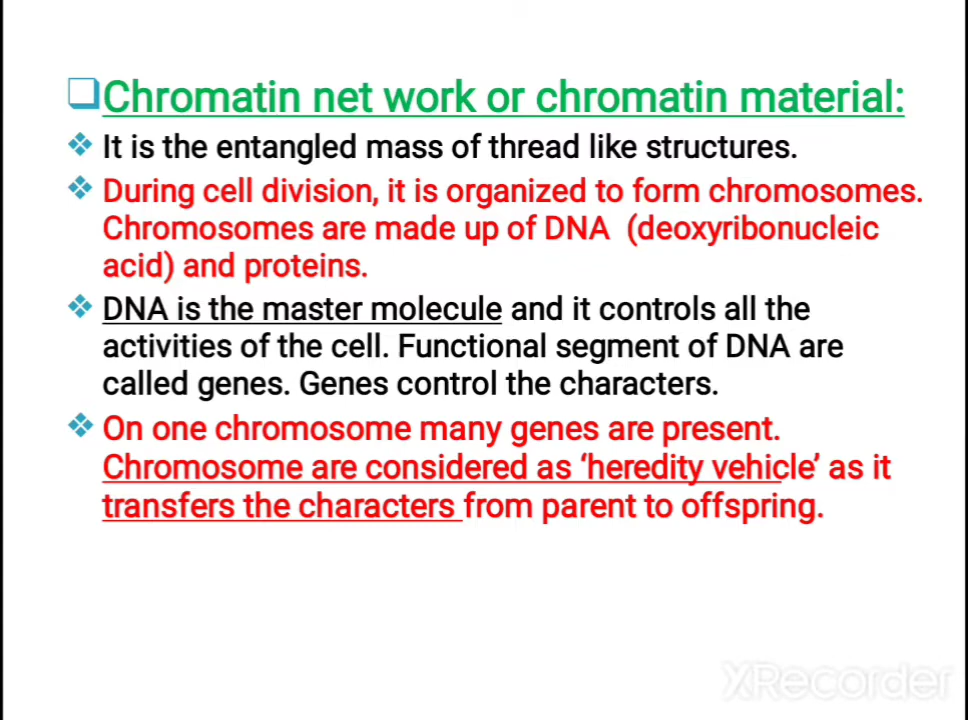 Chromatin net work or chromatin material:
It is the entangled mass of thread like structures.
During cell division, it is organized to form chromosomes.
Chromosomes are made up of DNA (deoxyribonucleic
acid) and proteins.
DNA is the master molecule and it controls all the
activities of the cell. Functional segment of DNA are
called genes. Genes control the characters.
On one chromosome many genes are present.
Chromosome are considered as ‘heredity vehicle’ as it
transfers the characters from parent to offspring.
XRecorder